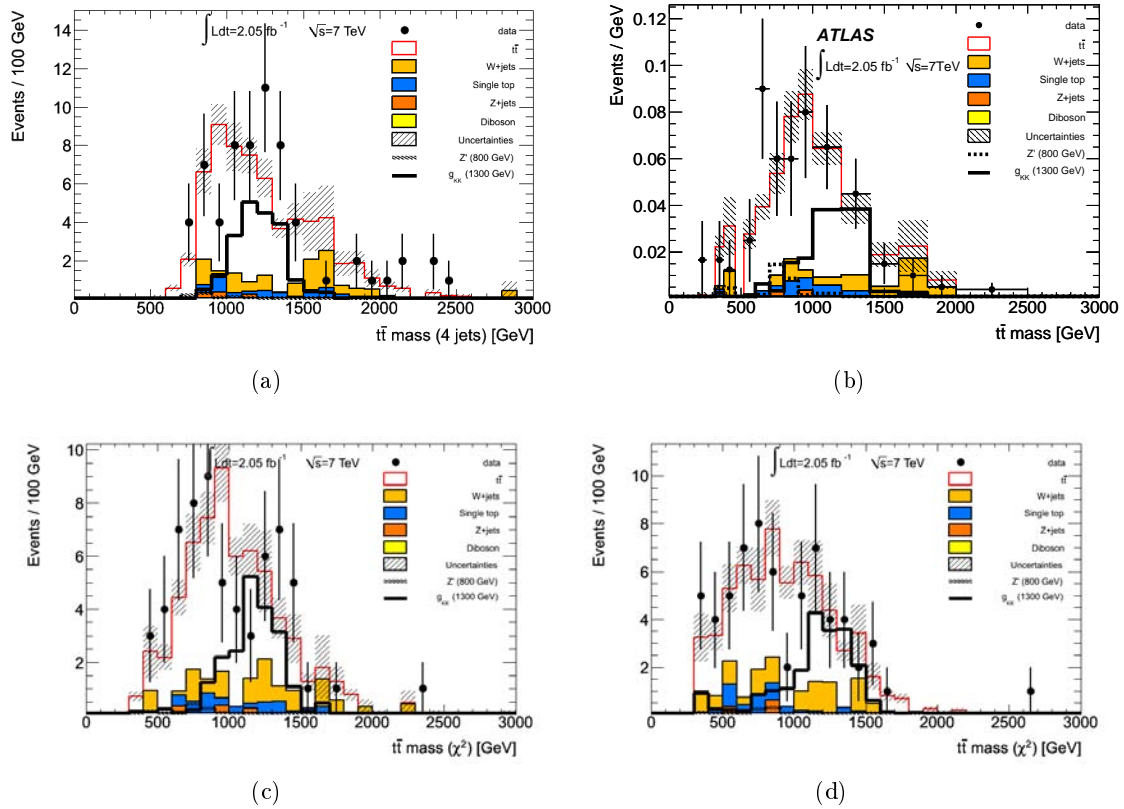 ∫ Ldt=2.05 fb⁻¹ √s=7 TeV
data
tt̄
W+jets
Single top
Z+jets
Diboson
Uncertainties
Z' (800 GeV)
g_KK (1300 GeV)
Events / 100 GeV
14
12
10
8
6
4
2
0 500 1000 1500 2000 2500 3000
tt̄ mass (4 jets) [GeV]
(a)
ATLAS
∫ Ldt=2.05 fb⁻¹ √s=7TeV
data
tt̄
W+jets
Single top
Z+jets
Diboson
Uncertainties
Z' (800 GeV)
g_KK (1300 GeV)
Events / GeV
0.12
0.1
0.08
0.06
0.04
0.02
0 500 1000 1500 2000 2500 3000
tt̄ mass [GeV]
(b)
∫ Ldt=2.05 fb⁻¹ √s=7 TeV
data
tt̄
W+jets
Single top
Z+jets
Diboson
Uncertainties
Z' (800 GeV)
g_KK (1300 GeV)
Events / 100 GeV
10
8
6
4
2
0 500 1000 1500 2000 2500 3000
tt̄ mass (χ²) [GeV]
(c)
∫ Ldt=2.05 fb⁻¹ √s=7 TeV
data
tt̄
W+jets
Single top
Z+jets
Diboson
Uncertainties
Z' (800 GeV)
g_KK (1300 GeV)
Events / 100 GeV
10
8
6
4
2
0 500 1000 1500 2000 2500 3000
tt̄ mass (χ²) [GeV]
(d)